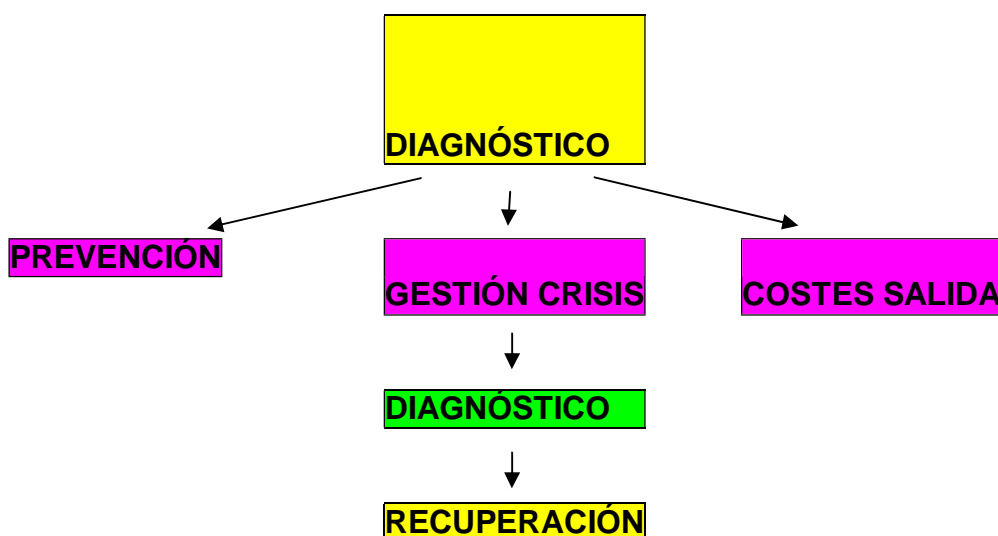 DIAGNÓSTICO
PREVENCIÓN
GESTIÓN CRISIS
COSTES SALIDA
DIAGNÓSTICO
RECUPERACIÓN